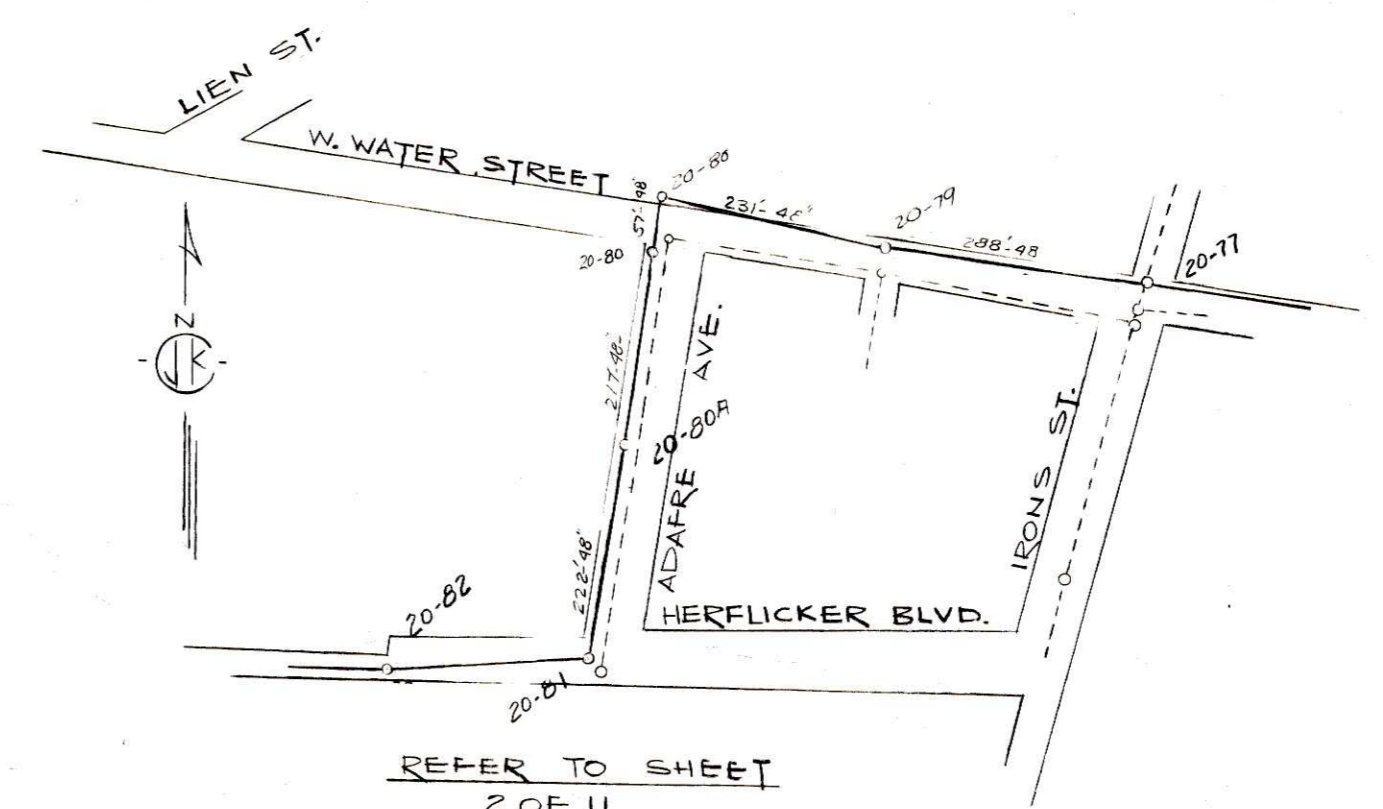 LIEN ST.
W. WATER STREET
57'-48"
20-80
231'-48"
20-79
288'-48
20-77
20-80
217-48-
ADAFRE AVE.
20-80A
IRONS ST.
222'-48"
20-82
HERFLICKER BLVD.
20-81
N
JK
REFER TO SHEET
2 OF 11